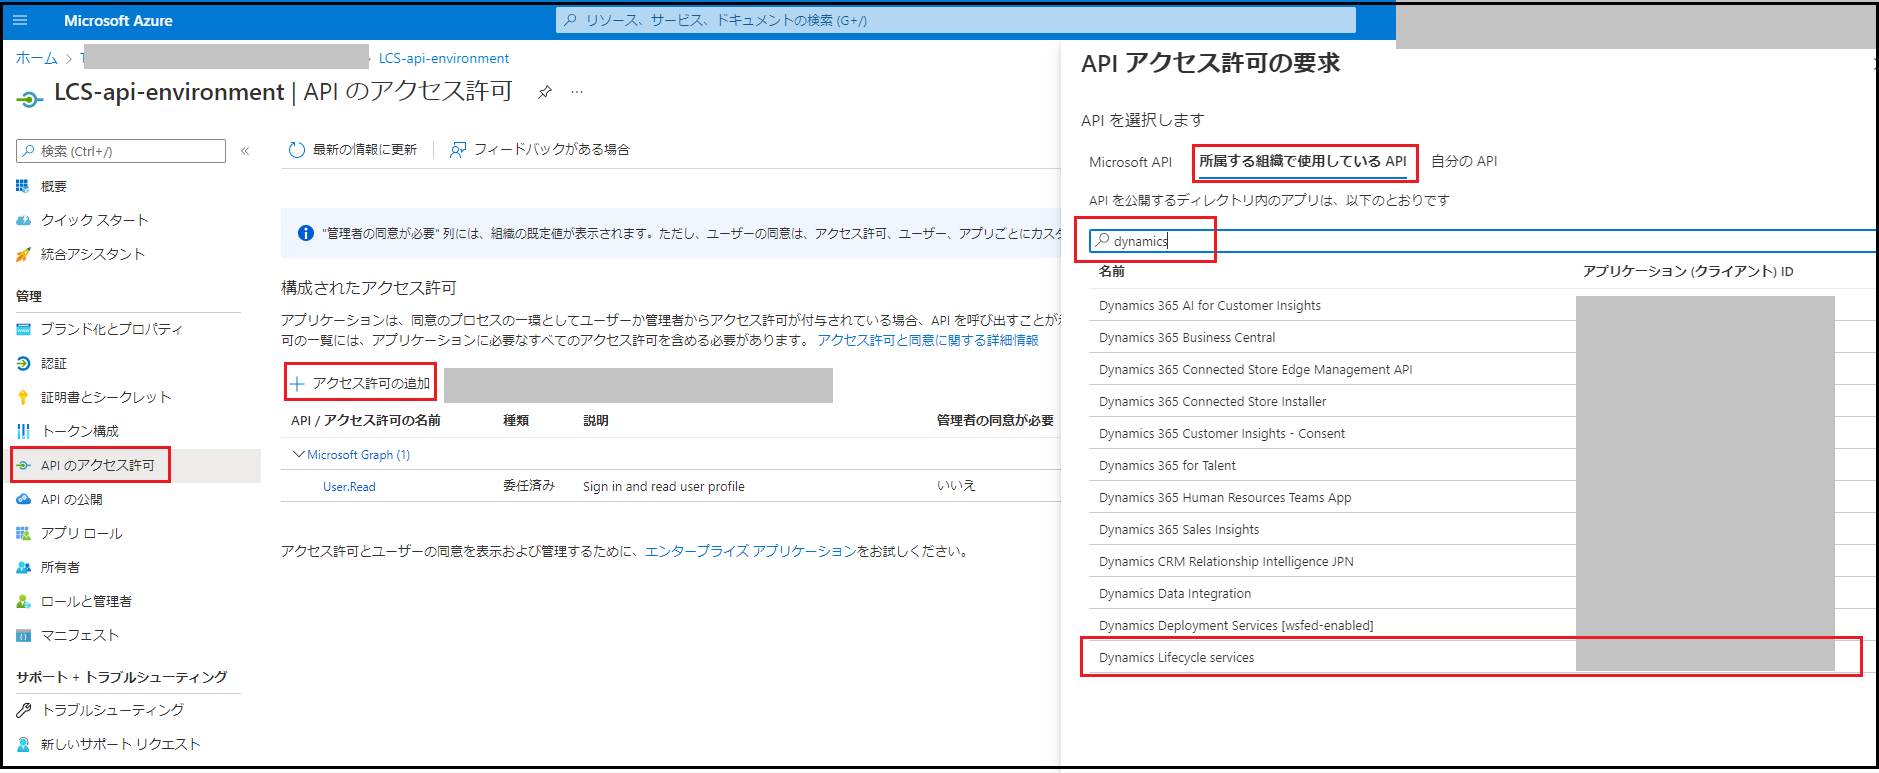 Microsoft Azure
リソース、サービス、ドキュメントの検索 (G+/)
ホーム
LCS-api-environment
LCS-api-environment | API のアクセス許可
検索 (Ctrl+/)
概要
クイック スタート
統合アシスタント
管理
ブランド化とプロパティ
認証
証明書とシークレット
トークン構成
API のアクセス許可
API の公開
アプリ ロール
所有者
ロールと管理者
マニフェスト
サポート + トラブルシューティング
トラブルシューティング
新しいサポート リクエスト
最新の情報に更新
フィードバックがある場合
"管理者の同意が必要" 列には、組織の既定値が表示されます。ただし、ユーザーの同意は、アクセス許可、ユーザー、アプリごとにカスタ
構成されたアクセス許可
アプリケーションは、同意のプロセスの一環としてユーザーか管理者からアクセス許可が付与されている場合、API を呼び出すことが
可の一覧には、アプリケーションに必要なすべてのアクセス許可を含める必要があります。 アクセス許可と同意に関する詳細情報
アクセス許可の追加
API / アクセス許可の名前 種類 説明 管理者の同意が必要
Microsoft Graph (1)
User.Read 委任済み Sign in and read user profile いいえ
アクセス許可とユーザーの同意を表示および管理するために、エンタープライズ アプリケーションをお試しください。
API アクセス許可の要求
API を選択します
Microsoft API 所属する組織で使用している API 自分の API
API を公開するディレクトリ内のアプリは、以下のとおりです
dynamics
名前 アプリケーション (クライアント) ID
Dynamics 365 AI for Customer Insights
Dynamics 365 Business Central
Dynamics 365 Connected Store Edge Management API
Dynamics 365 Connected Store Installer
Dynamics 365 Customer Insights - Consent
Dynamics 365 for Talent
Dynamics 365 Human Resources Teams App
Dynamics 365 Sales Insights
Dynamics CRM Relationship Intelligence JPN
Dynamics Data Integration
Dynamics Deployment Services [wsfed-enabled]
Dynamics Lifecycle services